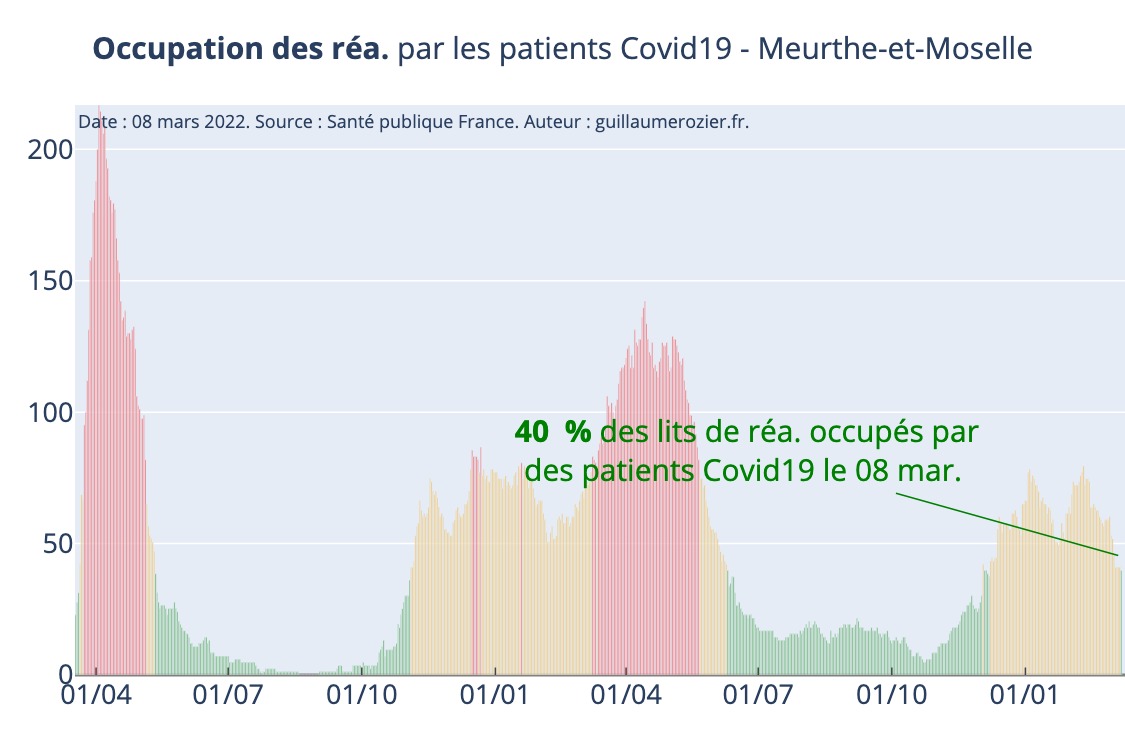 Occupation des réa. par les patients Covid19 - Meurthe-et-Moselle
Date : 08 mars 2022. Source : Santé publique France. Auteur : guillaumerozier.fr.
200
150
100
40 % des lits de réa. occupés par
des patients Covid19 le 08 mar.
50
0
01/04 01/07 01/10 01/01 01/04 01/07 01/10 01/01